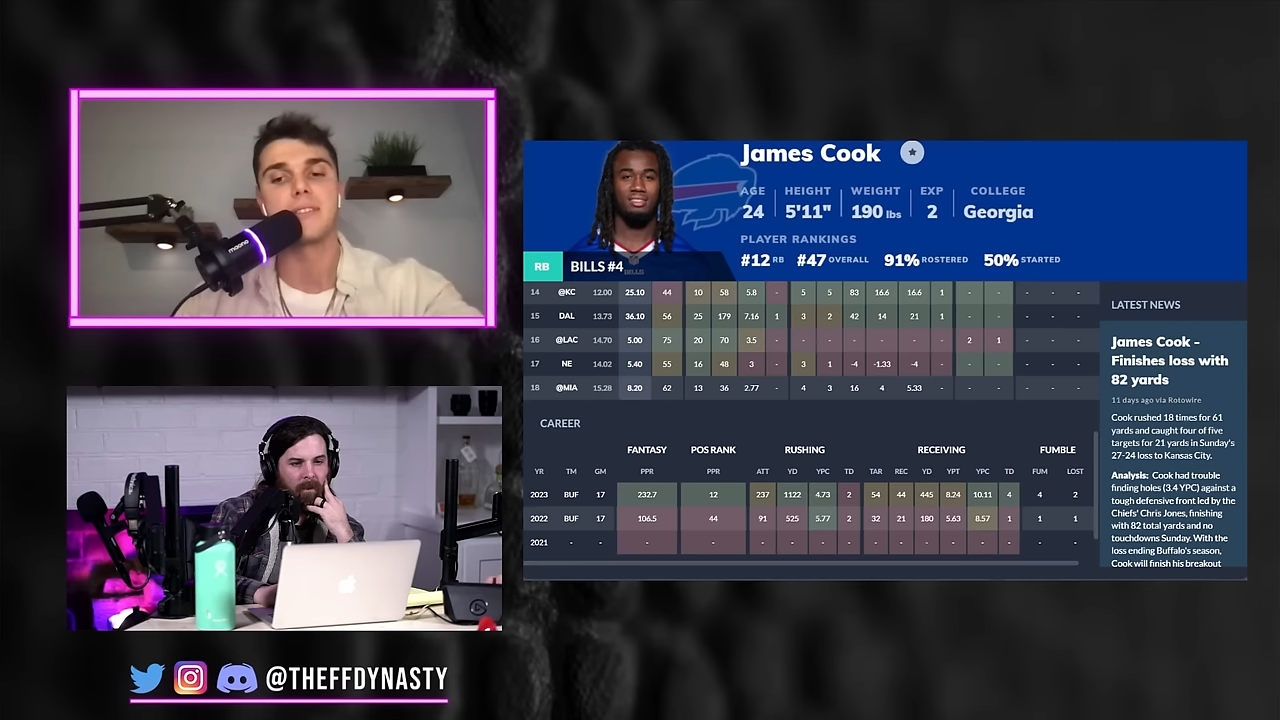 James Cook
AGE HEIGHT WEIGHT EXP COLLEGE
24 5'11" 190 lbs 2 Georgia
PLAYER RANKINGS
#12 RB #47 OVERALL 91% ROSTERED 50% STARTED
RB BILLS #4
14 @KC 12.00 25.10 44 10 58 5.8 - 5 5 83 16.6 16.6 1 - - - - -
15 DAL 13.73 36.10 56 25 179 7.16 1 3 2 42 14 21 1 - - - - -
16 @LAC 14.70 5.00 75 20 70 3.5 - - - - - - - 2 1 - - -
17 NE 14.02 5.40 55 16 48 3 - 3 1 -4 -1.33 -4 - - - - - -
18 @MIA 15.28 8.20 62 13 36 2.77 - 4 3 16 4 5.33 - - - - - -
CAREER
FANTASY POS RANK RUSHING RECEIVING FUMBLE
YR TM GM PPR PPR ATT YD YPC TD TAR REC YD YPT YPC TD FUM LOST
2023 BUF 17 232.7 12 237 1122 4.73 2 54 44 445 8.24 10.11 4 4 2
2022 BUF 17 106.5 44 91 525 5.77 2 32 21 180 5.63 8.57 1 1 1
2021 - - - - - - - - - - - - - - - -
LATEST NEWS
James Cook -
Finishes loss with
82 yards
11 days ago via Rotowire
Cook rushed 18 times for 61
yards and caught four of five
targets for 21 yards in Sunday's
27-24 loss to Kansas City.
Analysis: Cook had trouble
finding holes (3.4 YPC) against a
tough defensive front led by the
Chiefs' Chris Jones, finishing
with 82 total yards and no
touchdowns Sunday. With the
loss ending Buffalo's season,
Cook will finish his breakout
maono
@THEFFDYNASTY